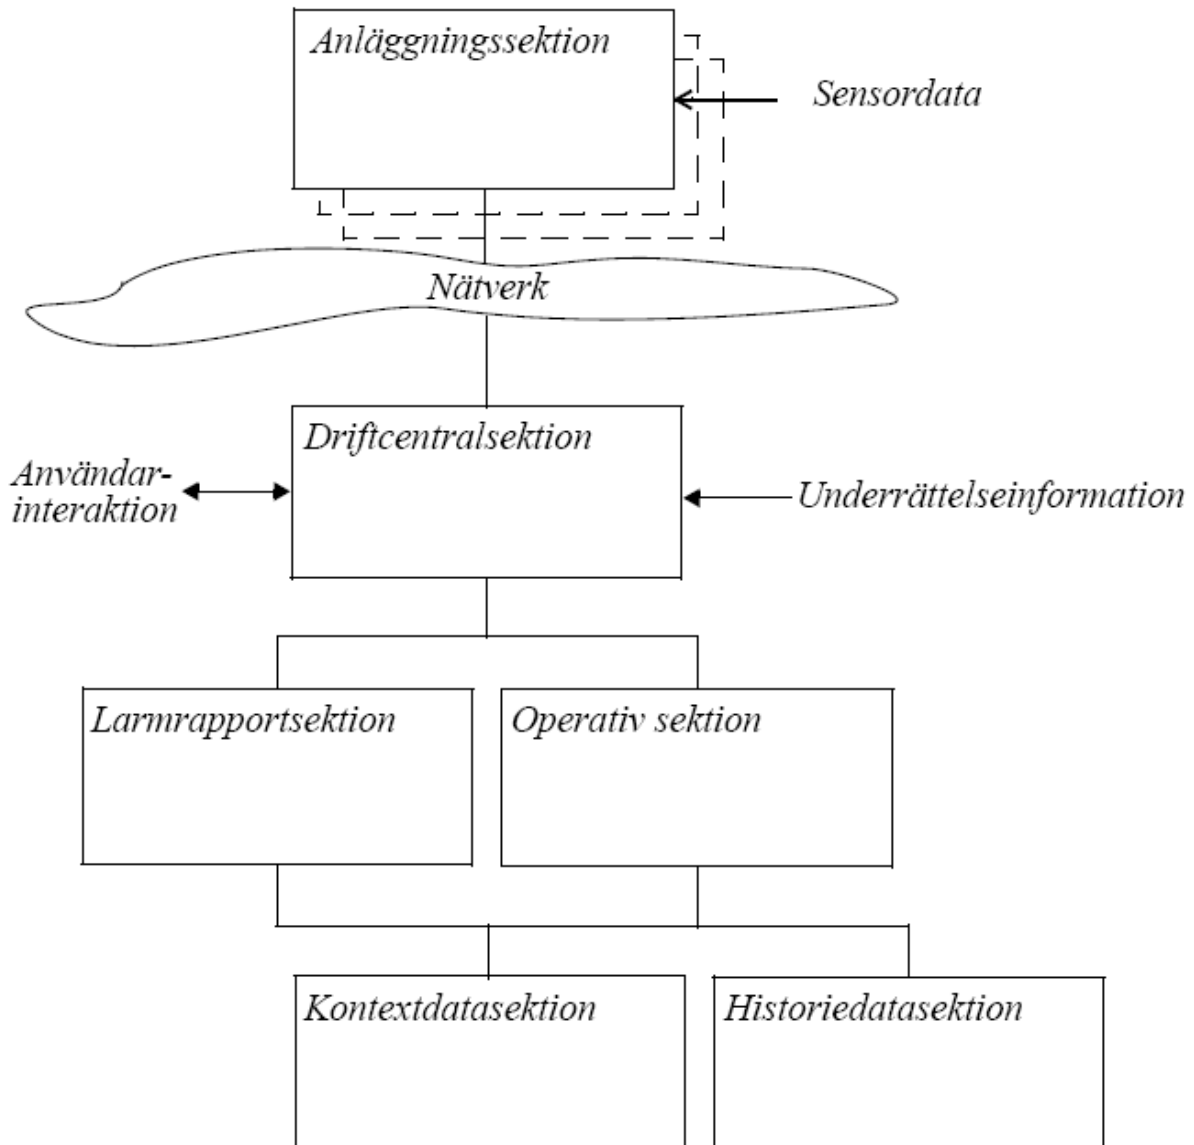 Anläggningssektion
Sensordata
Nätverk
Driftcentralsektion
Användar-
interaktion
Underrättelseinformation
Larmrapportsektion
Operativ sektion
Kontextdatasektion
Historiedatasektion